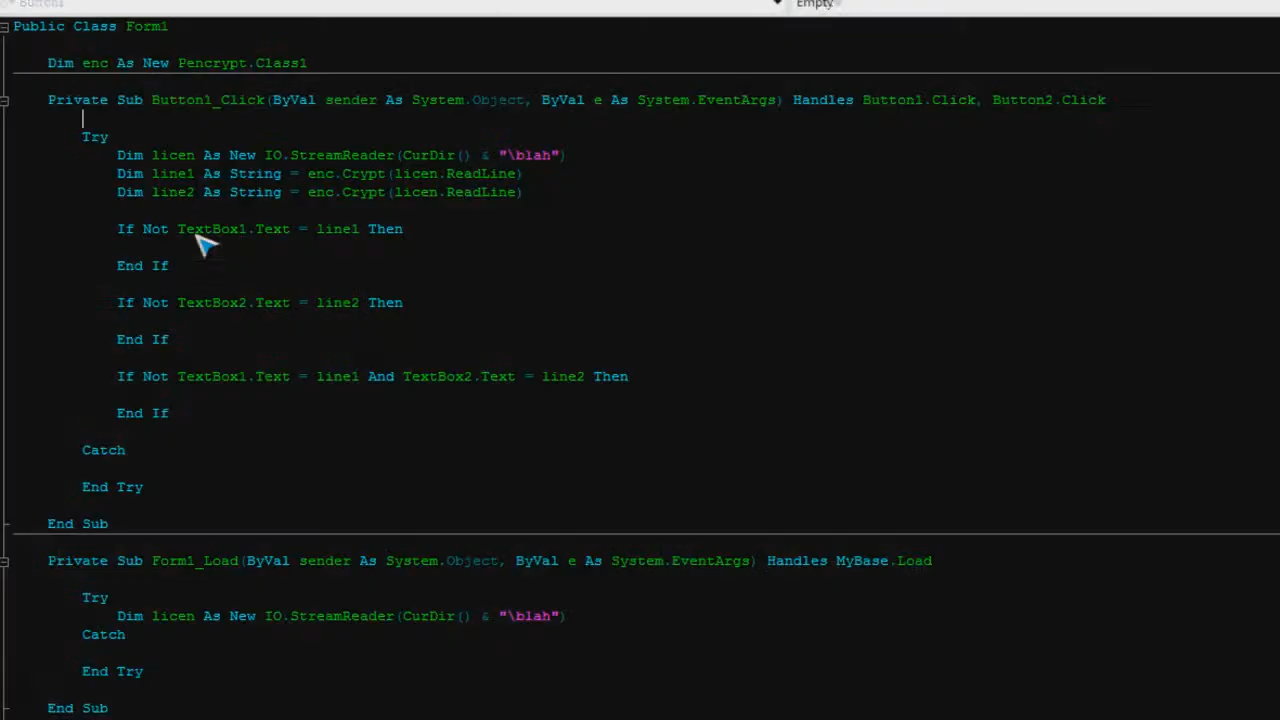 Button1
Empty
Public Class Form1
Dim enc As New Pencrypt.Class1
Private Sub Button1_Click(ByVal sender As System.Object, ByVal e As System.EventArgs) Handles Button1.Click, Button2.Click
Try
Dim licen As New IO.StreamReader(CurDir() & "\blah")
Dim line1 As String = enc.Crypt(licen.ReadLine)
Dim line2 As String = enc.Crypt(licen.ReadLine)
If Not TextBox1.Text = line1 Then
End If
If Not TextBox2.Text = line2 Then
End If
If Not TextBox1.Text = line1 And TextBox2.Text = line2 Then
End If
Catch
End Try
End Sub
Private Sub Form1_Load(ByVal sender As System.Object, ByVal e As System.EventArgs) Handles MyBase.Load
Try
Dim licen As New IO.StreamReader(CurDir() & "\blah")
Catch
End Try
End Sub